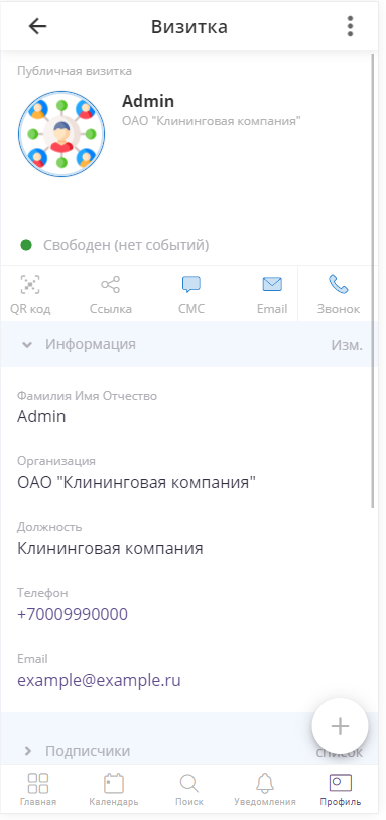 Визитка
Публичная визитка
Admin
ОАО "Клининговая компания"
Свободен (нет событий)
QR код Ссылка СМС Email Звонок
Информация Изм.
Фамилия Имя Отчество
Admin
Организация
ОАО "Клининговая компания"
Должность
Клининговая компания
Телефон
+70009990000
Email
example@example.ru
Подписчики список
Главная Календарь Поиск Уведомления Профиль